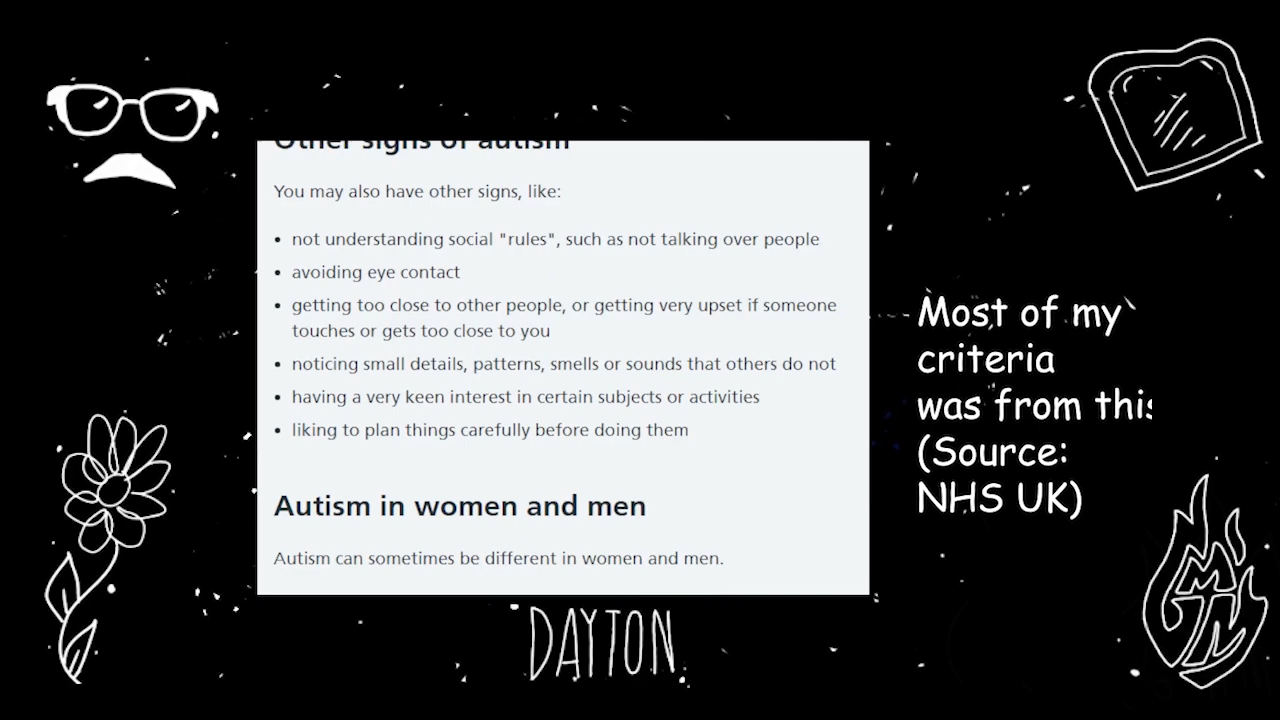 Other signs of autism
You may also have other signs, like:
• not understanding social "rules", such as not talking over people
• avoiding eye contact
• getting too close to other people, or getting very upset if someone
touches or gets too close to you
• noticing small details, patterns, smells or sounds that others do not
• having a very keen interest in certain subjects or activities
• liking to plan things carefully before doing them
Autism in women and men
Autism can sometimes be different in women and men.
Most of my
criteria
was from this
(Source:
NHS UK)
DAYTON